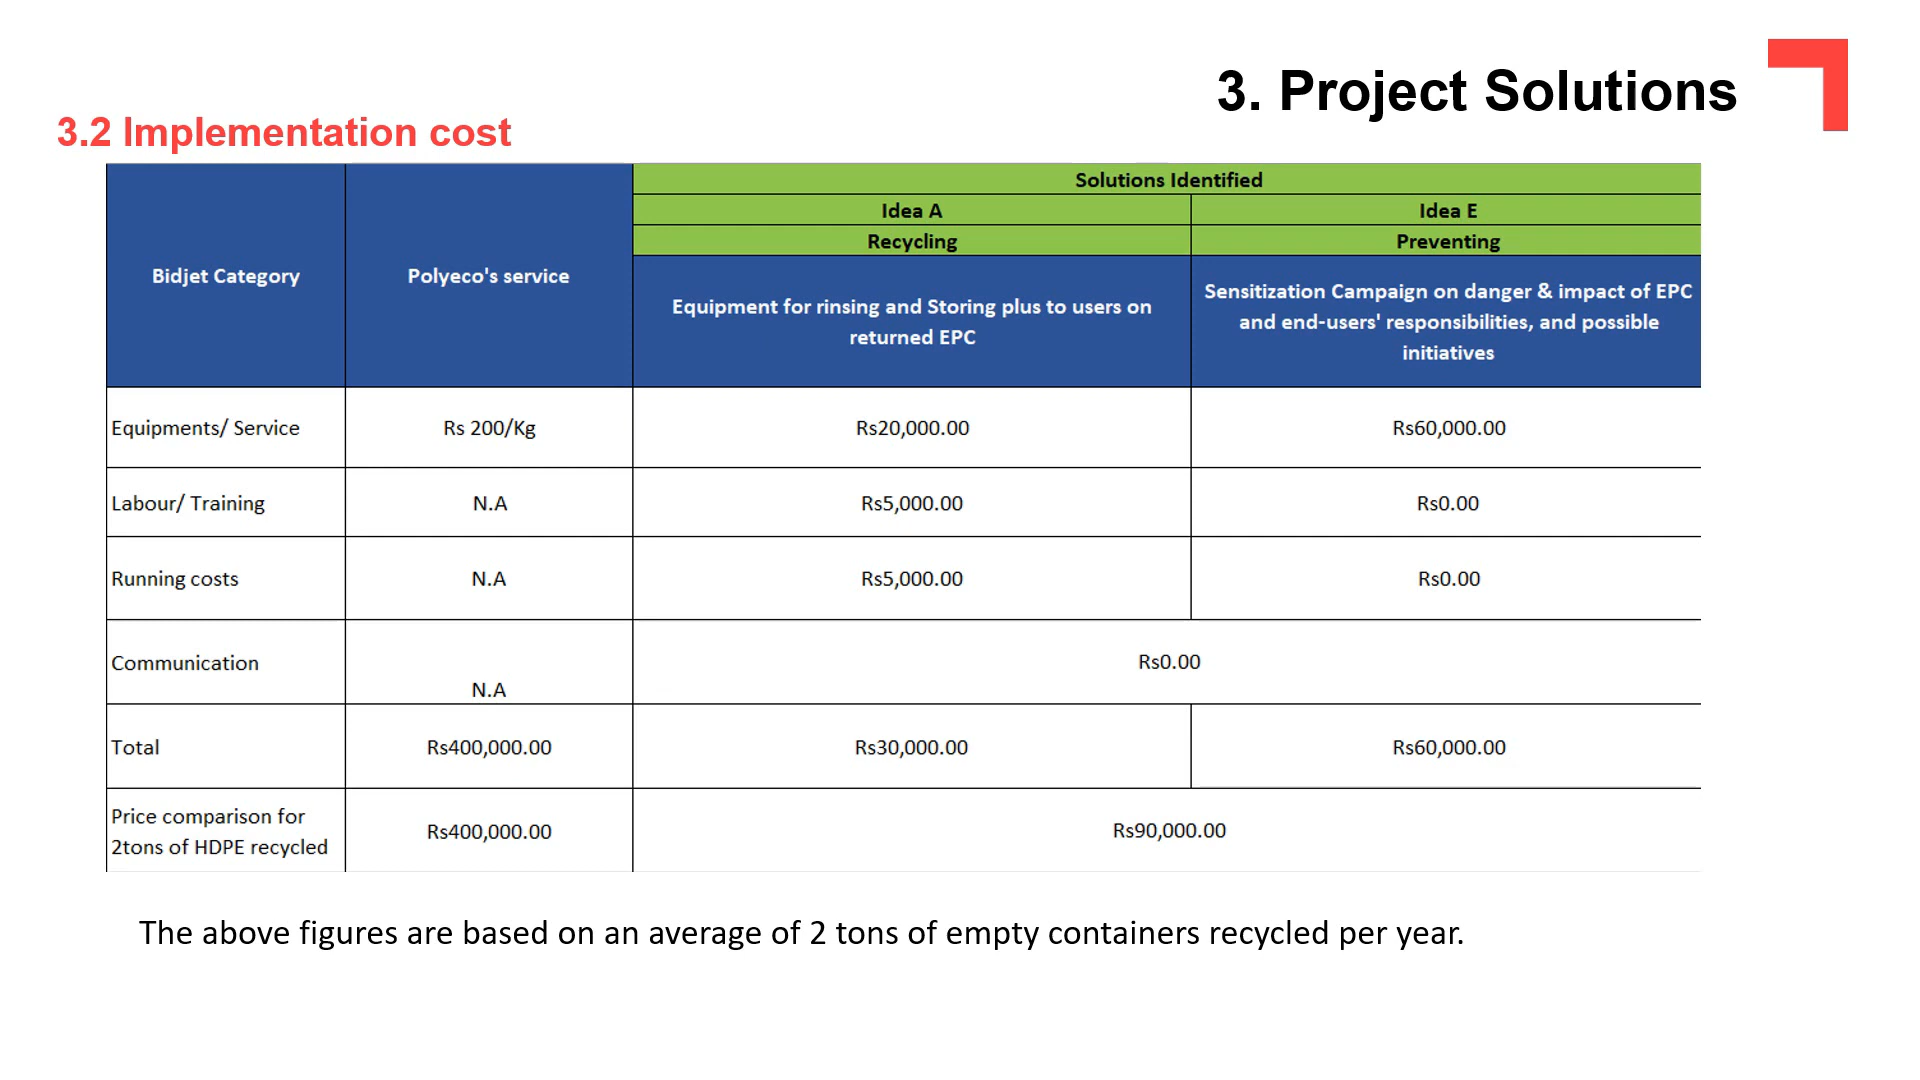 3. Project Solutions
3.2 Implementation cost
Bidjet Category
Polyeco's service
Solutions Identified
Idea A
Idea E
Recycling
Preventing
Equipment for rinsing and Storing plus to users on
returned EPC
Sensitization Campaign on danger & impact of EPC
and end-users' responsibilities, and possible
initiatives
Equipments/ Service
Rs 200/Kg
Rs20,000.00
Rs60,000.00
Labour/ Training
N.A
Rs5,000.00
Rs0.00
Running costs
N.A
Rs5,000.00
Rs0.00
Communication
N.A
Rs0.00
Total
Rs400,000.00
Rs30,000.00
Rs60,000.00
Price comparison for
2tons of HDPE recycled
Rs400,000.00
Rs90,000.00
The above figures are based on an average of 2 tons of empty containers recycled per year.